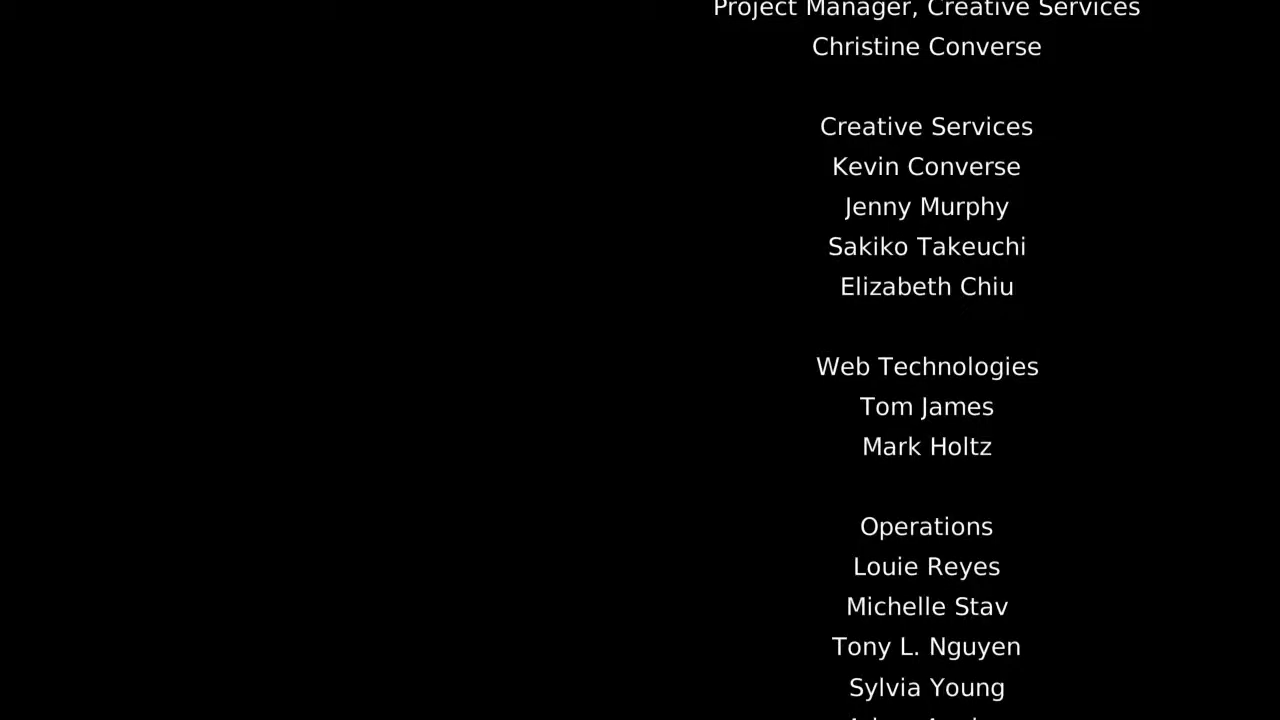 Project Manager, Creative Services
Christine Converse
Creative Services
Kevin Converse
Jenny Murphy
Sakiko Takeuchi
Elizabeth Chiu
Web Technologies
Tom James
Mark Holtz
Operations
Louie Reyes
Michelle Stav
Tony L. Nguyen
Sylvia Young